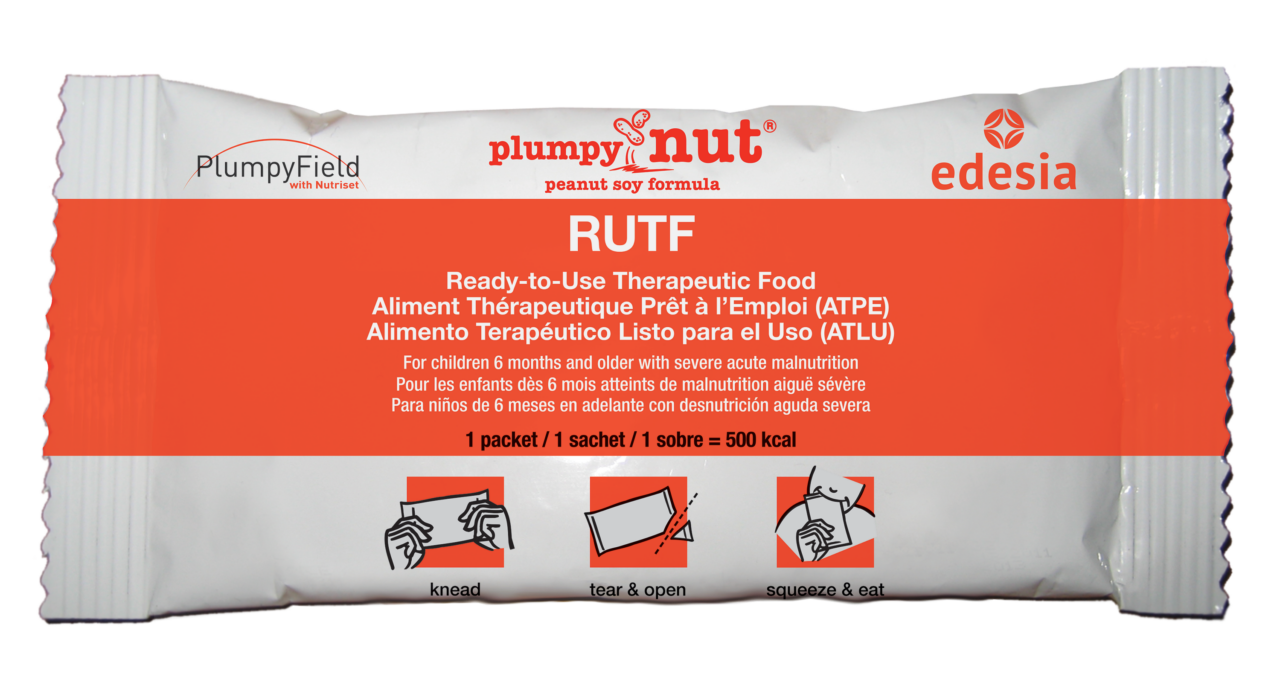 PlumpyField
with Nutriset
plumpy nut®
peanut soy formula
edesia
RUTF
Ready-to-Use Therapeutic Food
Aliment Thérapeutique Prêt à l’Emploi (ATPE)
Alimento Terapéutico Listo para el Uso (ATLU)
For children 6 months and older with severe acute malnutrition
Pour les enfants dès 6 mois atteints de malnutrition aiguë sévère
Para niños de 6 meses en adelante con desnutrición aguda severa
1 packet / 1 sachet / 1 sobre = 500 kcal
knead
tear & open
squeeze & eat